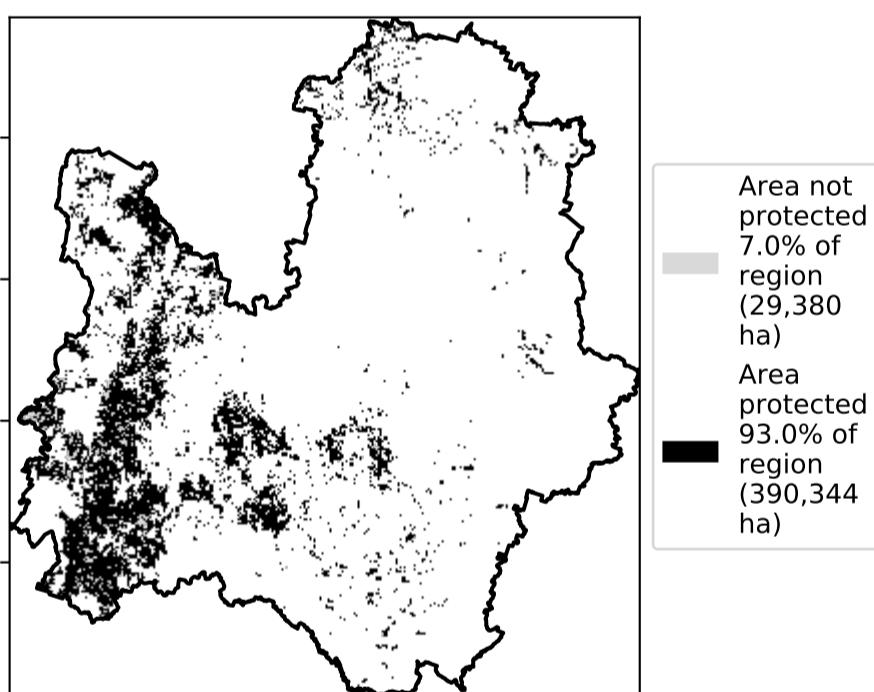 Area not
protected
7.0% of
region
(29,380
ha)
Area
protected
93.0% of
region
(390,344
ha)